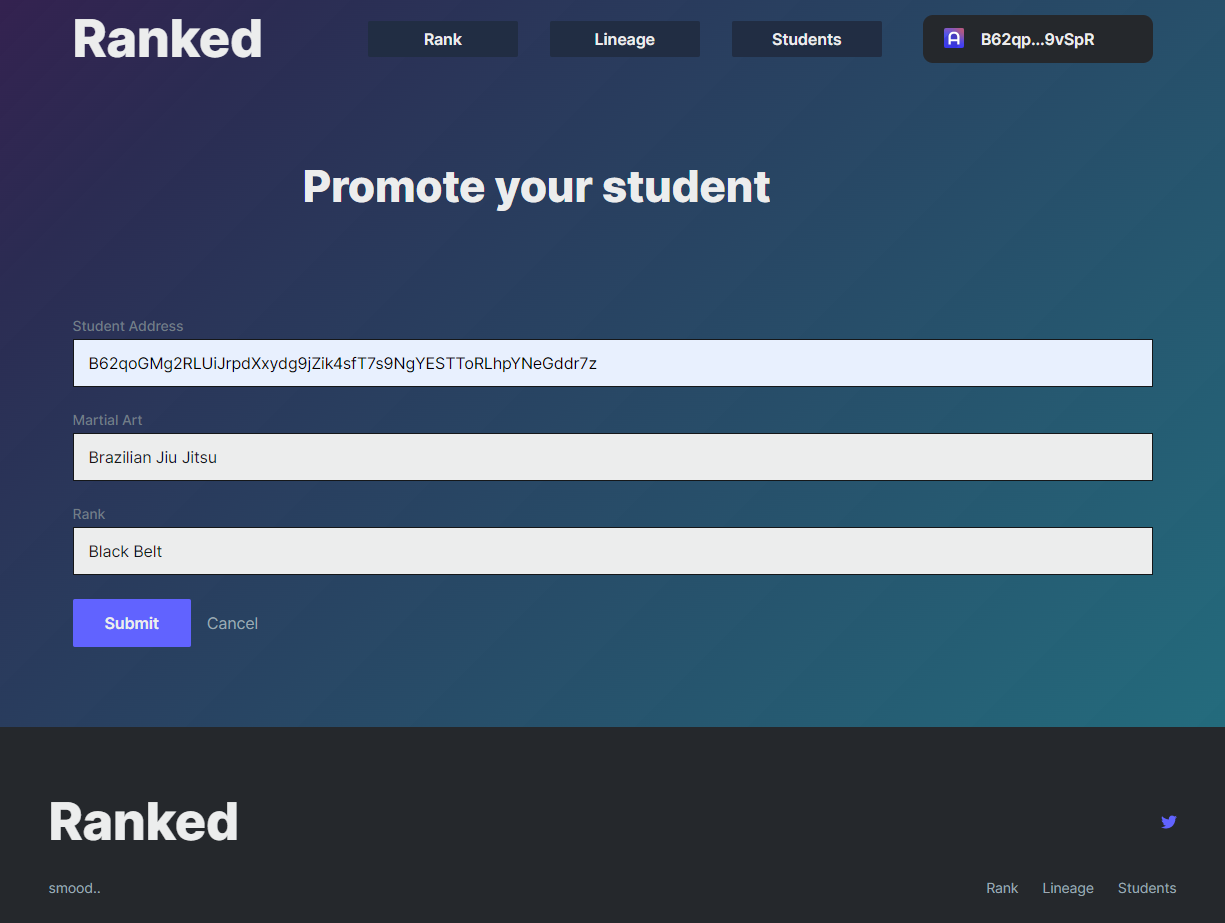 Ranked
Rank
Lineage
Students
B62qp...9vSpR
Promote your student
Student Address
B62qoGMg2RLUiJrpdXxydg9jZik4sfT7s9NgYESTToRLhpYNeGddr7z
Martial Art
Brazilian Jiu Jitsu
Rank
Black Belt
Submit
Cancel
Ranked
smood..
Rank
Lineage
Students